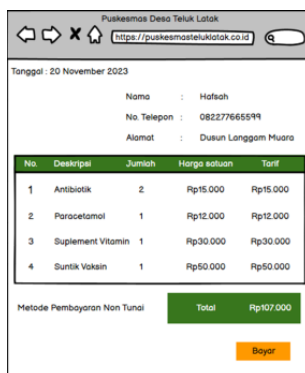 Puskesmas Desa Teluk Latak
https://puskesmasteluklatak.co.id
Tanggal : 20 November 2023
Nama : Hafsah
No. Telepon : 082277665599
Alamat : Dusun Langgam Muara
No. Deskripsi Jumlah Harga satuan Tarif
1 Antibiotik 2 Rp15.000 Rp15.000
2 Paracetamol 1 Rp12.000 Rp12.000
3 Suplement Vitamin 1 Rp30.000 Rp30.000
4 Suntik Vaksin 1 Rp50.000 Rp50.000
Metode Pembayaran Non Tunai Total Rp107.000
Bayar